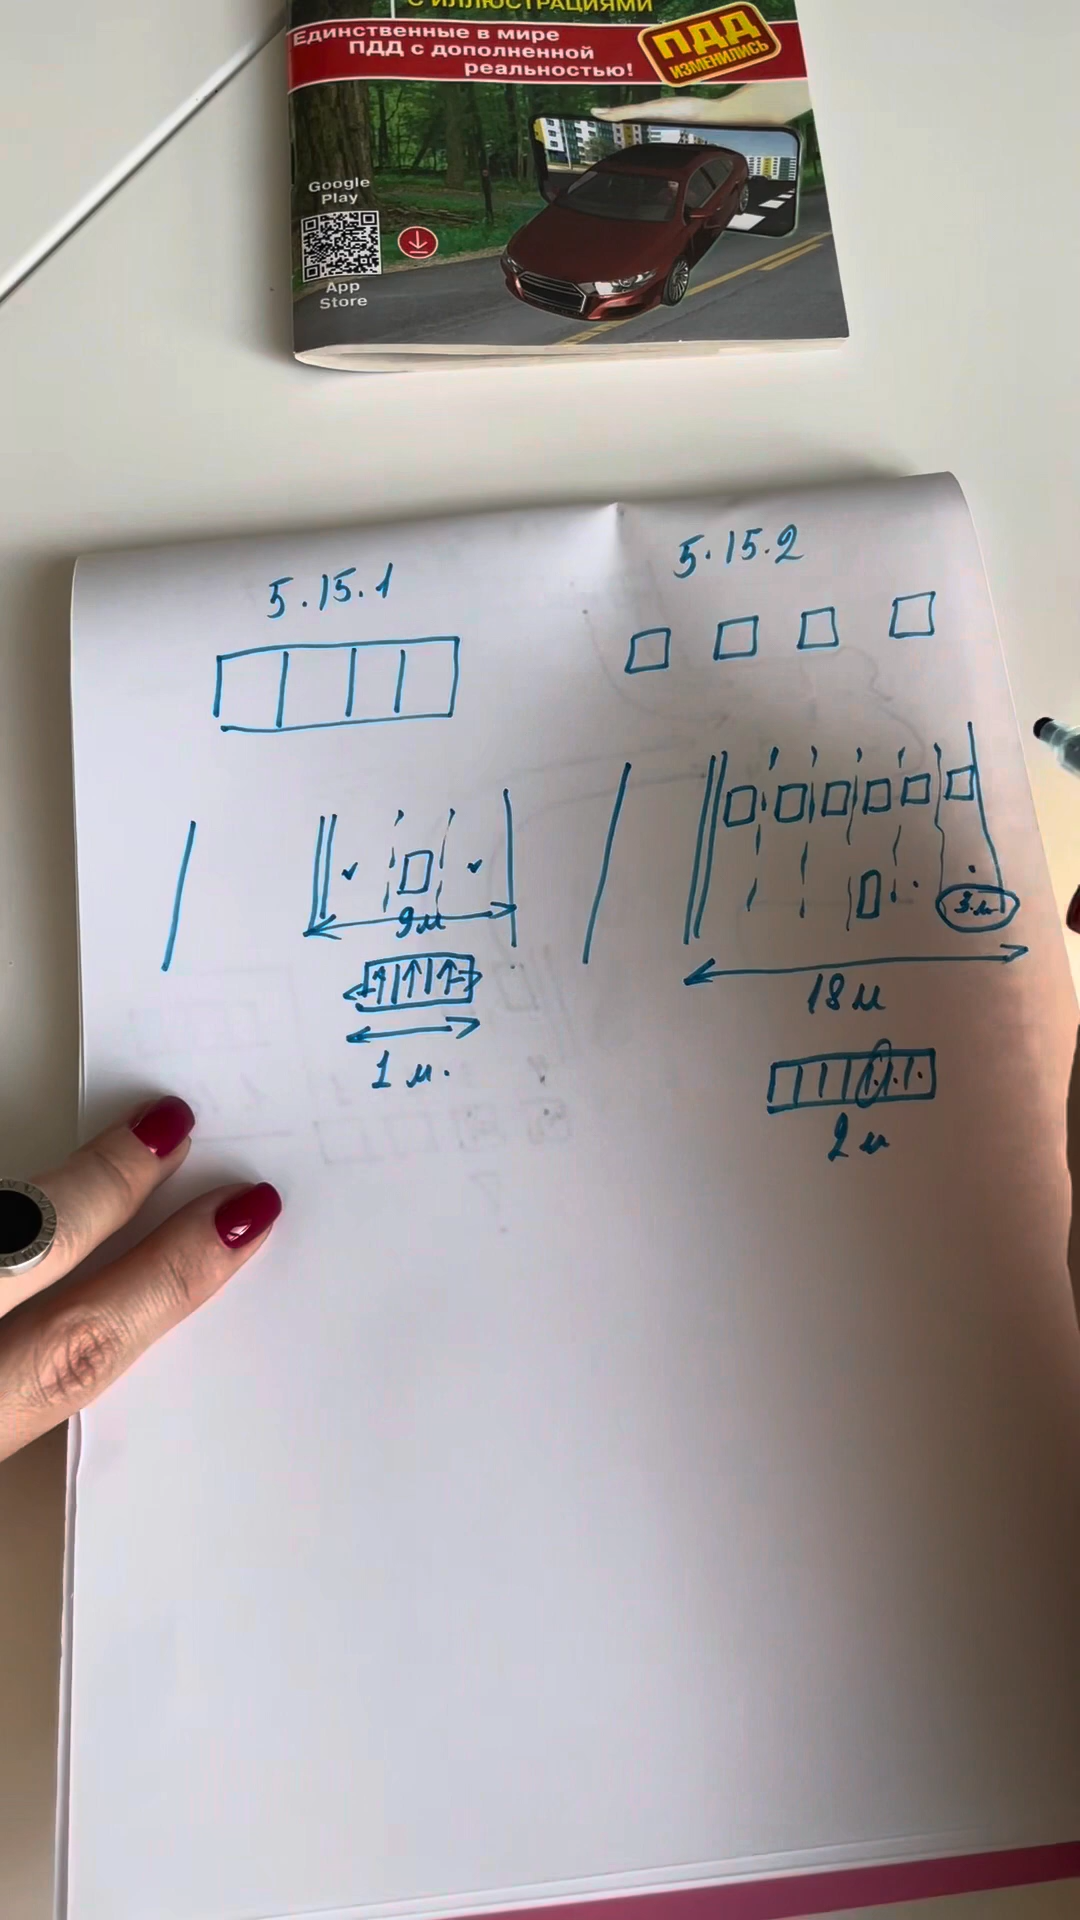 С ИЛЛЮСТРАЦИЯМИ
Единственные в мире
ПДД с дополненной
реальностью!
ПДД
ИЗМЕНИЛИСЬ
Google
Play
App
Store
5.15.1
5.15.2
9м
3 м
18 м
1 м.
2 м